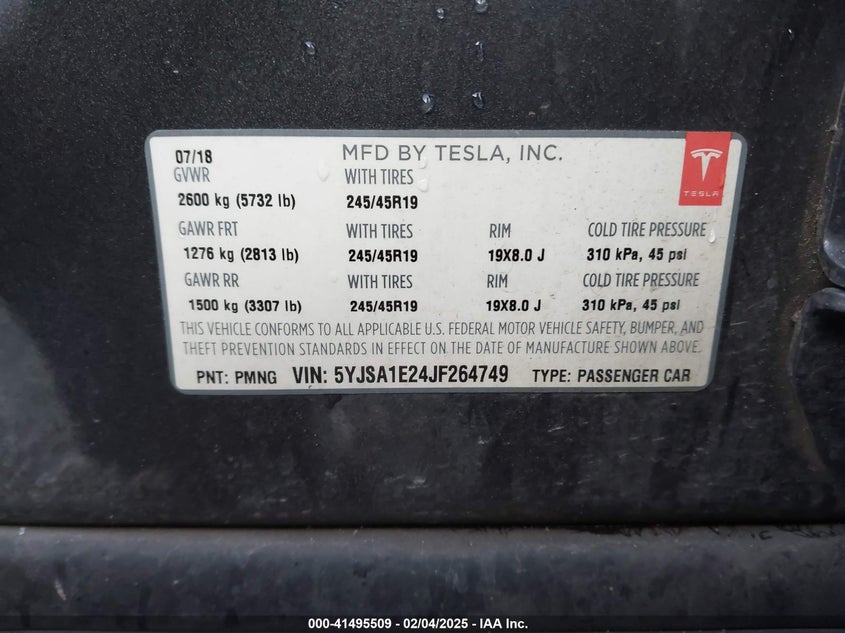 07/18 MFD BY TESLA, INC.
GVWR WITH TIRES
TESLA
2600 kg (5732 lb) 245/45R19
GAWR FRT WITH TIRES RIM COLD TIRE PRESSURE
1276 kg (2813 lb) 245/45R19 19X8.0 J 310 kPa, 45 psi
GAWR RR WITH TIRES RIM COLD TIRE PRESSURE
1500 kg (3307 lb) 245/45R19 19X8.0 J 310 kPa, 45 psi
THIS VEHICLE CONFORMS TO ALL APPLICABLE U.S. FEDERAL MOTOR VEHICLE SAFETY, BUMPER, AND
THEFT PREVENTION STANDARDS IN EFFECT ON THE DATE OF MANUFACTURE SHOWN ABOVE.
PNT: PMNG VIN: 5YJSA1E24JF264749 TYPE: PASSENGER CAR
000-41495509 - 02/04/2025 - IAA Inc.